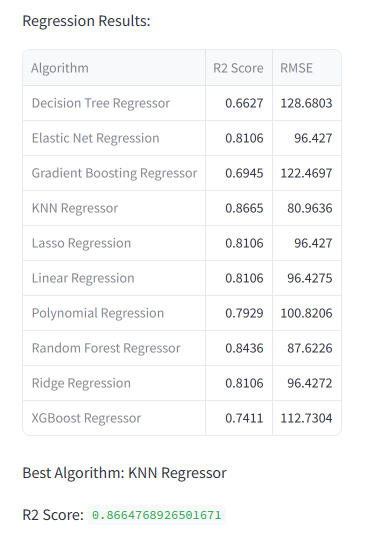 Regression Results:
Algorithm R2 Score RMSE
Decision Tree Regressor 0.6627 128.6803
Elastic Net Regression 0.8106 96.427
Gradient Boosting Regressor 0.6945 122.4697
KNN Regressor 0.8665 80.9636
Lasso Regression 0.8106 96.427
Linear Regression 0.8106 96.4275
Polynomial Regression 0.7929 100.8206
Random Forest Regressor 0.8436 87.6226
Ridge Regression 0.8106 96.4272
XGBoost Regressor 0.7411 112.7304
Best Algorithm: KNN Regressor
R2 Score: 0.8664768926501671